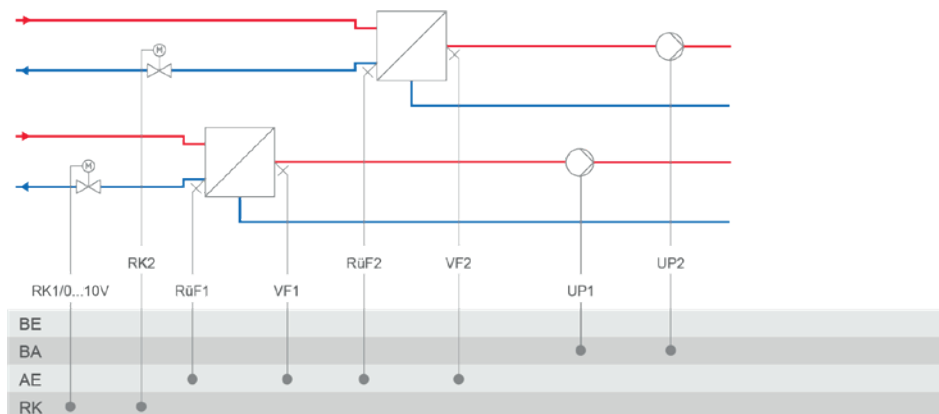 M
M
RK2
RüF2
VF2
UP2
RK1/0...10V
RüF1
VF1
UP1
BE
BA
AE
RK